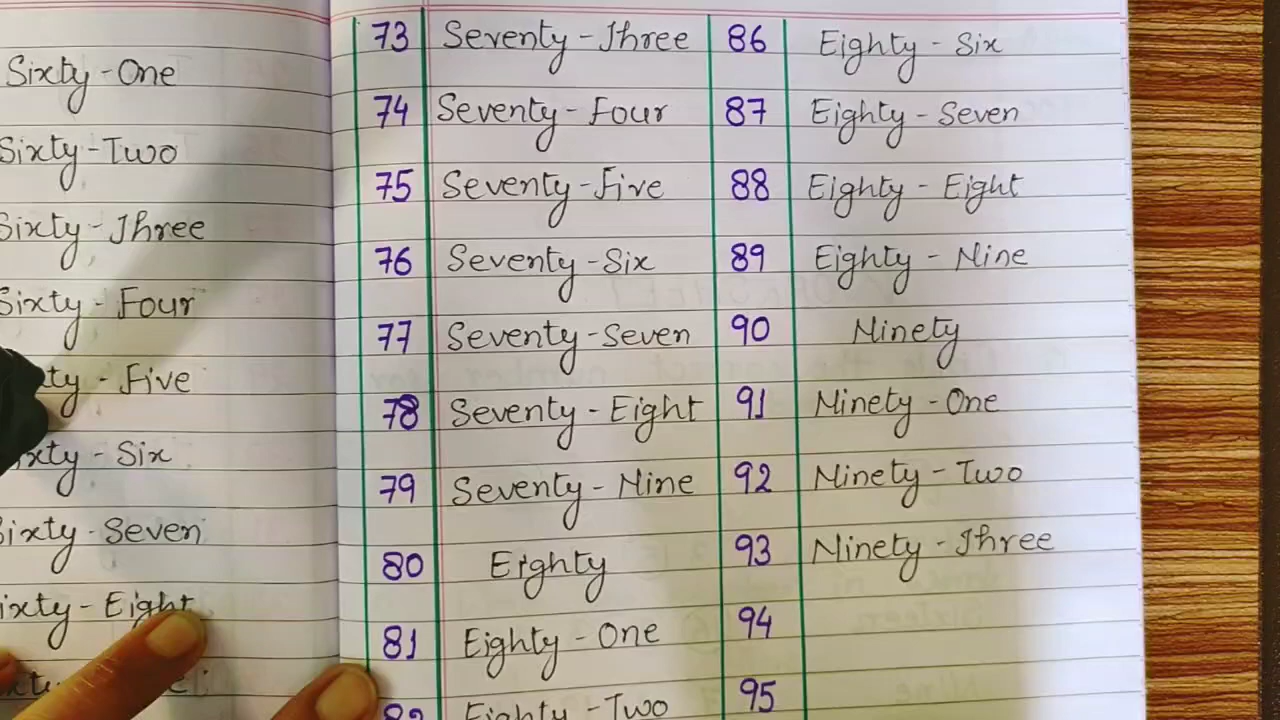 Sixty-One
Sixty-Two
Sixty-Three
Sixty-Four
Five
Sixty-Six
Sixty-Seven
Sixty-Eight
73 Seventy-Three 86 Eighty-Six
74 Seventy-Four 87 Eighty-Seven
75 Seventy-Five 88 Eighty-Eight
76 Seventy-Six 89 Eighty-Nine
77 Seventy-Seven 90 Ninety
78 Seventy-Eight 91 Ninety-One
79 Seventy-Nine 92 Ninety-Two
80 Eighty 93 Ninety-Three
81 Eighty-One 94
82 Eighty-Two 95